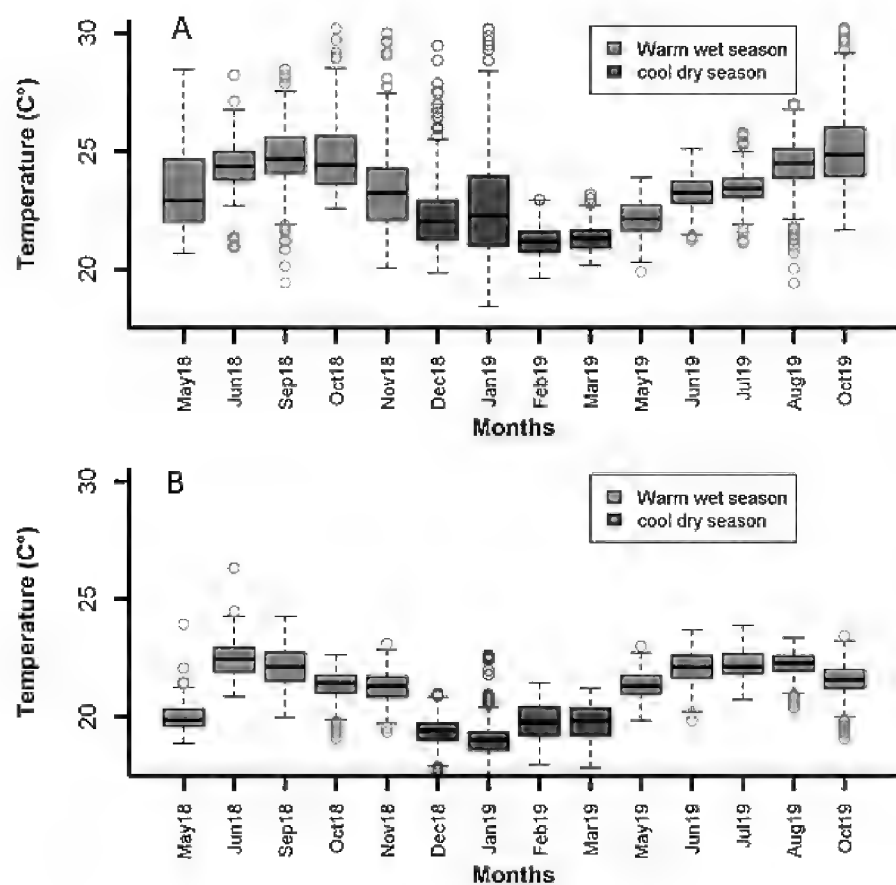 A
Warm wet season
cool dry season
Temperature (C°)
30
25
20
May18
Jun18
Sep18
Oct18
Nov18
Dec18
Jan19
Feb19
Mar19
May19
Jun19
Jul19
Aug19
Oct19
Months
B
Warm wet season
cool dry season
Temperature (C°)
30
25
20
May18
Jun18
Sep18
Oct18
Nov18
Dec18
Jan19
Feb19
Mar19
May19
Jun19
Jul19
Aug19
Oct19
Months